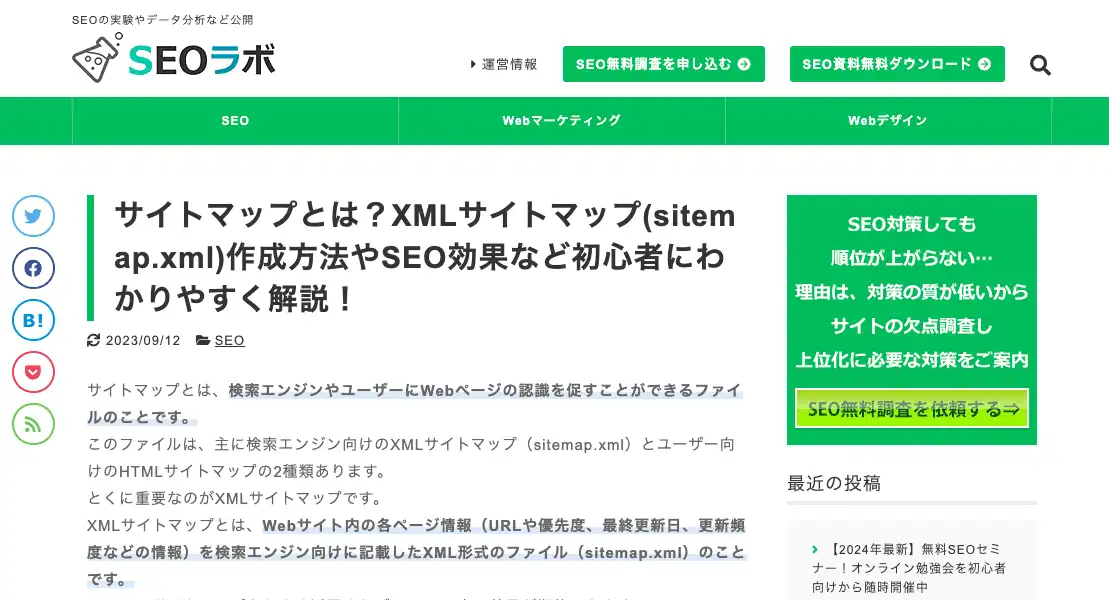 SEOの実験やデータ分析など公開
SEOラボ
運営情報
SEO無料調査を申し込む
SEO資料無料ダウンロード
SEO
Webマーケティング
Webデザイン
サイトマップとは？XMLサイトマップ(sitem
ap.xml)作成方法やSEO効果など初心者にわ
かりやすく解説！
2023/09/12 SEO
B!
サイトマップとは、検索エンジンやユーザーにWebページの認識を促すことができるファイ
ルのことです。
このファイルは、主に検索エンジン向けのXMLサイトマップ（sitemap.xml）とユーザー向
けのHTMLサイトマップの2種類あります。
とくに重要なのがXMLサイトマップです。
XMLサイトマップとは、Webサイト内の各ページ情報（URLや優先度、最終更新日、更新頻
度などの情報）を検索エンジン向けに記載したXML形式のファイル（sitemap.xml）のこと
です。
SEO対策しても
順位が上がらない…
理由は、対策の質が低いから
サイトの欠点調査し
上位化に必要な対策をご案内
SEO無料調査を依頼する⇒
最近の投稿
【2024年最新】無料SEOセミ
ナー！オンライン勉強会を初心者
向けから随時開催中